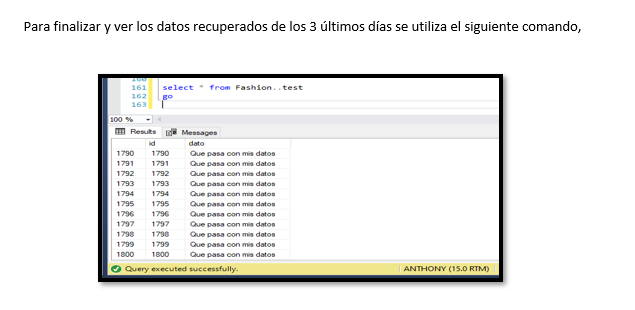 Para finalizar y ver los datos recuperados de los 3 últimos días se utiliza el siguiente comando,
160
161 select * from Fashion..test
162 go
163
100 %
Results Messages
id dato
1790 1790 Que pasa con mis datos
1791 1791 Que pasa con mis datos
1792 1792 Que pasa con mis datos
1793 1793 Que pasa con mis datos
1794 1794 Que pasa con mis datos
1795 1795 Que pasa con mis datos
1796 1796 Que pasa con mis datos
1797 1797 Que pasa con mis datos
1798 1798 Que pasa con mis datos
1799 1799 Que pasa con mis datos
1800 1800 Que pasa con mis datos
Query executed successfully. ANTHONY (15.0 RTM)